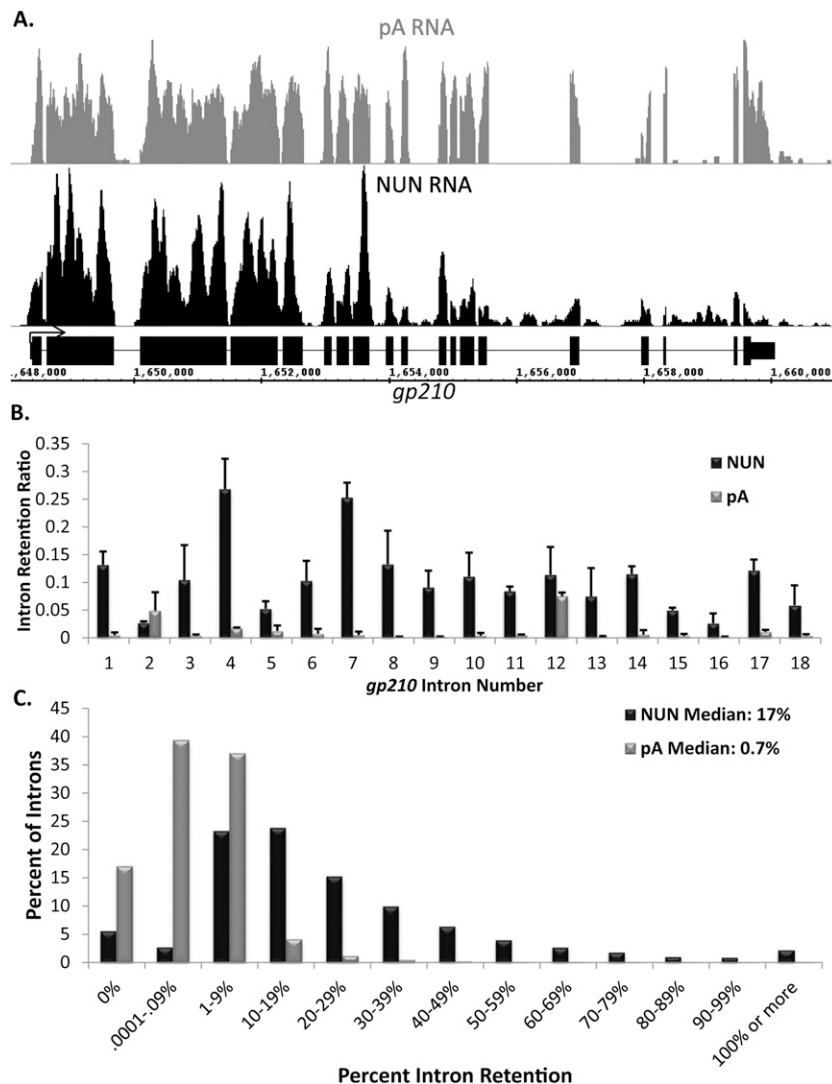 A.
pA RNA
NUN RNA
,648,000 1,650,000 1,652,000 1,654,000 1,656,000 1,658,000 1,660,000
gp210
B.
Intron Retention Ratio
0.35
0.3
0.25
0.2
0.15
0.1
0.05
0
NUN
pA
1 2 3 4 5 6 7 8 9 10 11 12 13 14 15 16 17 18
gp210 Intron Number
C.
Percent of Introns
45
40
35
30
25
20
15
10
5
0
NUN Median: 17%
pA Median: 0.7%
0% .0001-.09% 1-9% 10-19% 20-29% 30-39% 40-49% 50-59% 60-69% 70-79% 80-89% 90-99% 100% or more
Percent Intron Retention